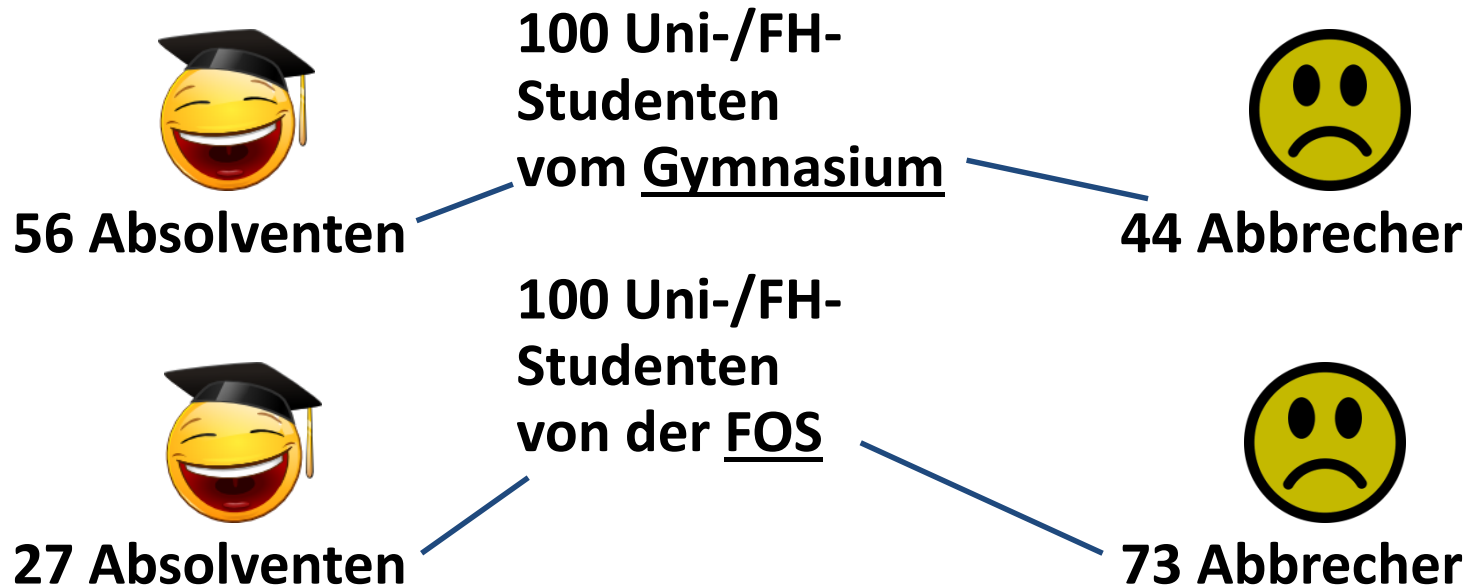 100 Uni-/FH-
Studenten
vom Gymnasium
56 Absolventen
44 Abbrecher
100 Uni-/FH-
Studenten
von der FOS
27 Absolventen
73 Abbrecher